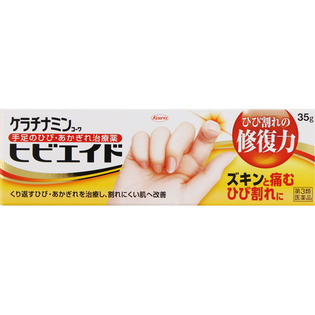 ケラチナミンコーワ
手足のひび・あかぎれ治療薬
ヒビエイド
くり返すひび・あかぎれを治療し、割れにくい肌へ改善
Kowa
ひび割れの
修復力
35g
ズキンと痛む
ひび割れに
第3類
医薬品